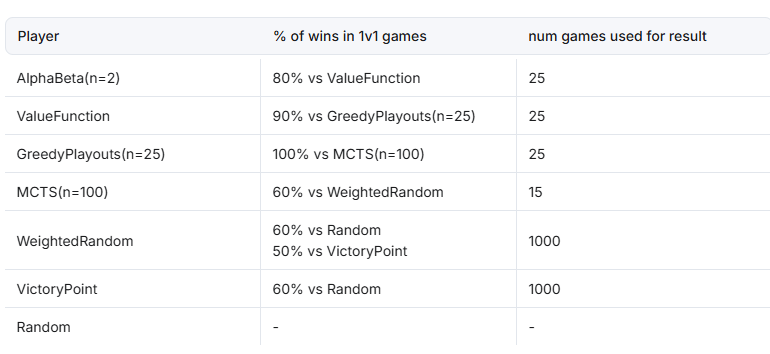 Player % of wins in 1v1 games num games used for result
AlphaBeta(n=2) 80% vs ValueFunction 25
ValueFunction 90% vs GreedyPlayouts(n=25) 25
GreedyPlayouts(n=25) 100% vs MCTS(n=100) 25
MCTS(n=100) 60% vs WeightedRandom 15
WeightedRandom 60% vs Random 1000
50% vs VictoryPoint
VictoryPoint 60% vs Random 1000
Random - -